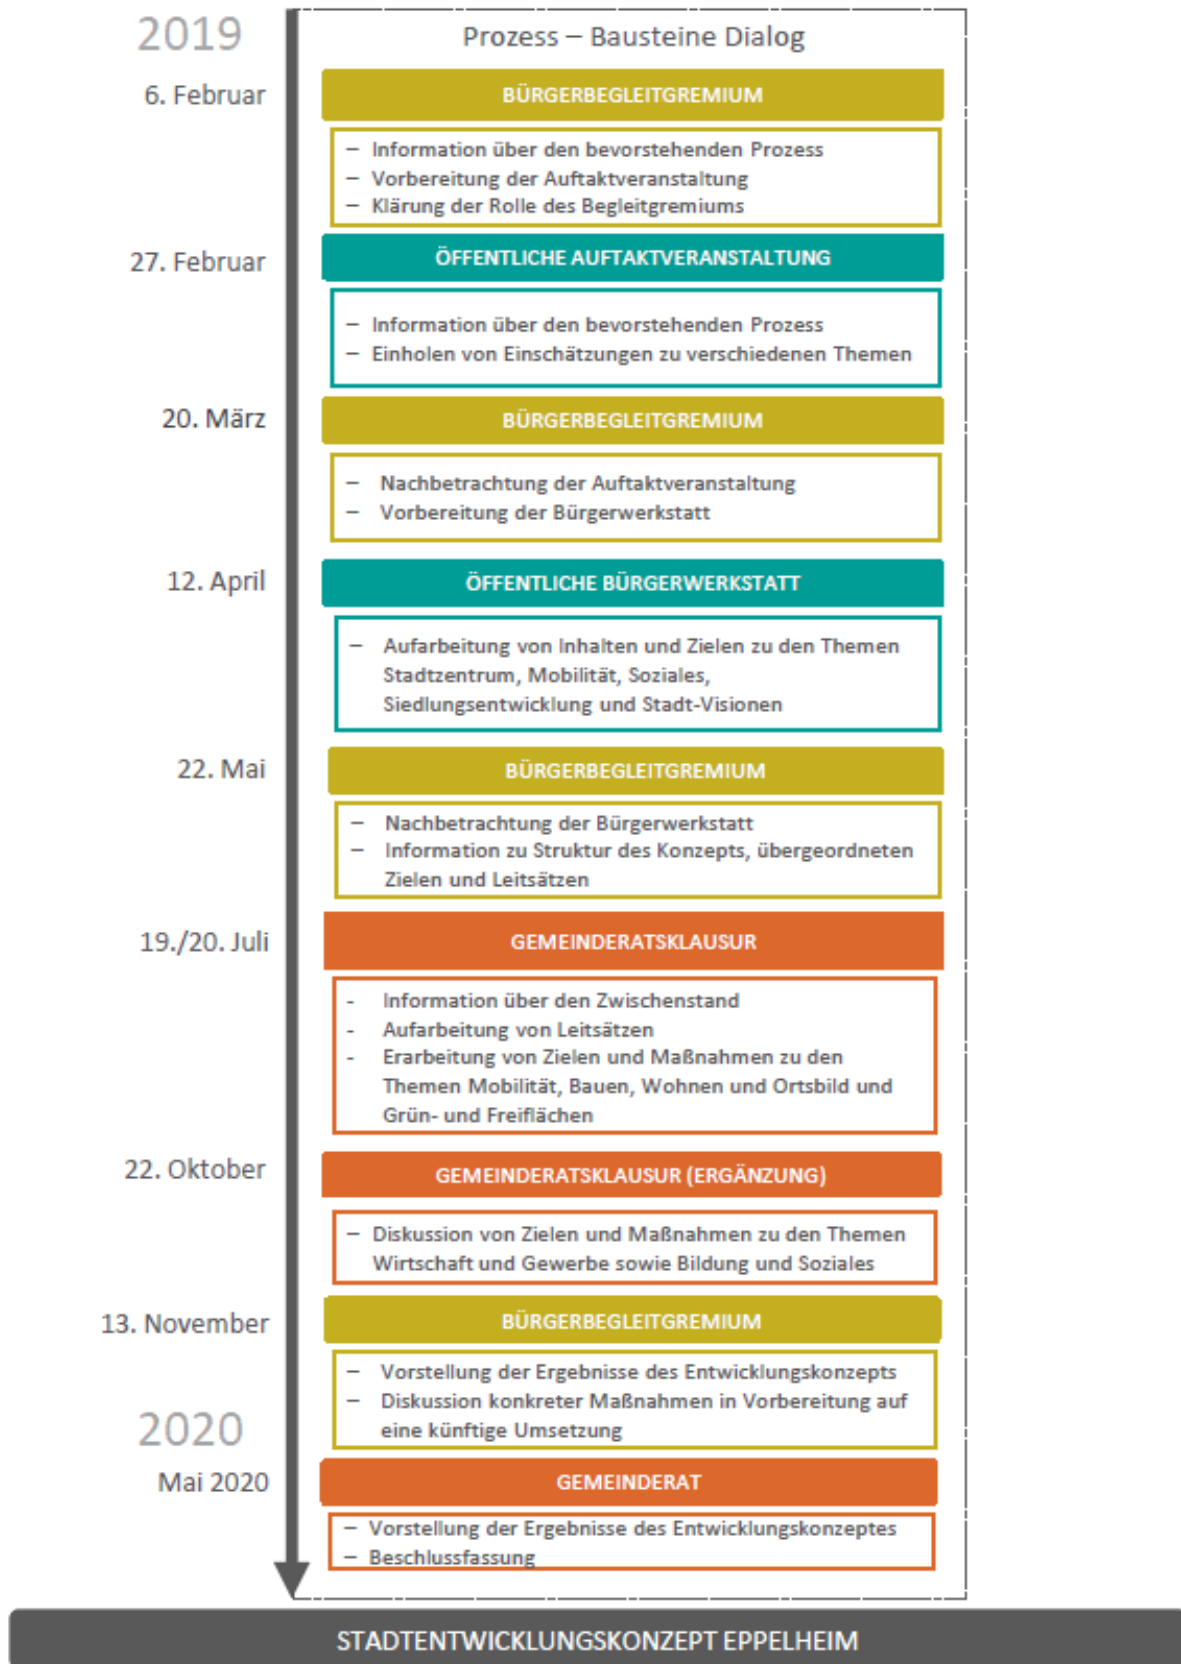 2019
Prozess – Bausteine Dialog
6. Februar
BÜRGERBEGLEITGREMIUM
– Information über den bevorstehenden Prozess
– Vorbereitung der Auftaktveranstaltung
– Klärung der Rolle des Begleitgremiums
27. Februar
ÖFFENTLICHE AUFTAKTVERANSTALTUNG
– Information über den bevorstehenden Prozess
– Einholen von Einschätzungen zu verschiedenen Themen
20. März
BÜRGERBEGLEITGREMIUM
– Nachbetrachtung der Auftaktveranstaltung
– Vorbereitung der Bürgerwerkstatt
12. April
ÖFFENTLICHE BÜRGERWERKSTATT
– Aufarbeitung von Inhalten und Zielen zu den Themen
Stadtzentrum, Mobilität, Soziales,
Siedlungsentwicklung und Stadt-Visionen
22. Mai
BÜRGERBEGLEITGREMIUM
– Nachbetrachtung der Bürgerwerkstatt
– Information zu Struktur des Konzepts, übergeordneten
Zielen und Leitsätzen
19./20. Juli
GEMEINDERATSKLAUSUR
- Information über den Zwischenstand
- Aufarbeitung von Leitsätzen
- Erarbeitung von Zielen und Maßnahmen zu den
Themen Mobilität, Bauen, Wohnen und Ortsbild und
Grün- und Freiflächen
22. Oktober
GEMEINDERATSKLAUSUR (ERGÄNZUNG)
– Diskussion von Zielen und Maßnahmen zu den Themen
Wirtschaft und Gewerbe sowie Bildung und Soziales
13. November
BÜRGERBEGLEITGREMIUM
– Vorstellung der Ergebnisse des Entwicklungskonzepts
– Diskussion konkreter Maßnahmen in Vorbereitung auf
eine künftige Umsetzung
2020
Mai 2020
GEMEINDERAT
– Vorstellung der Ergebnisse des Entwicklungskonzeptes
– Beschlussfassung
STADTENTWICKLUNGSKONZEPT EPPELHEIM